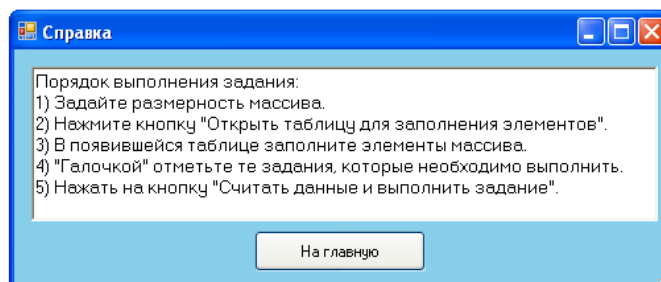 Справка
Порядок выполнения задания:
1) Задайте размерность массива.
2) Нажмите кнопку "Открыть таблицу для заполнения элементов".
3) В появившейся таблице заполните элементы массива.
4) "Галочкой" отметьте те задания, которые необходимо выполнить.
5) Нажать на кнопку "Считать данные и выполнить задание".
На главную